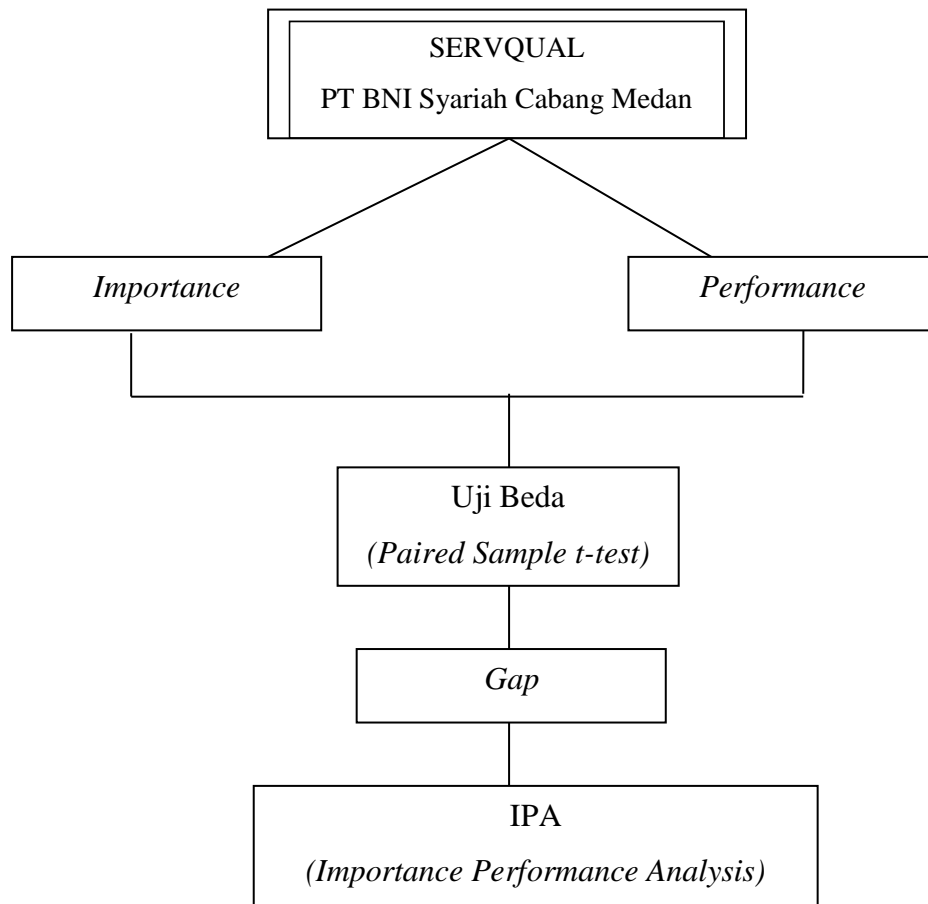 SERVQUAL
PT BNI Syariah Cabang Medan
Importance
Performance
Uji Beda
(Paired Sample t-test)
Gap
IPA
(Importance Performance Analysis)